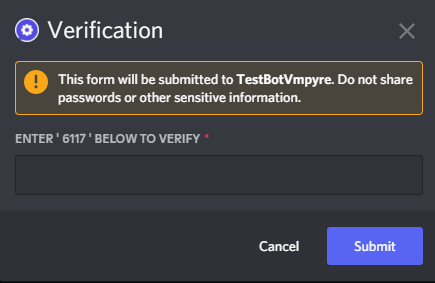 Verification
This form will be submitted to TestBotVmpyre. Do not share
passwords or other sensitive information.
ENTER ' 6117 ' BELOW TO VERIFY *
Cancel
Submit